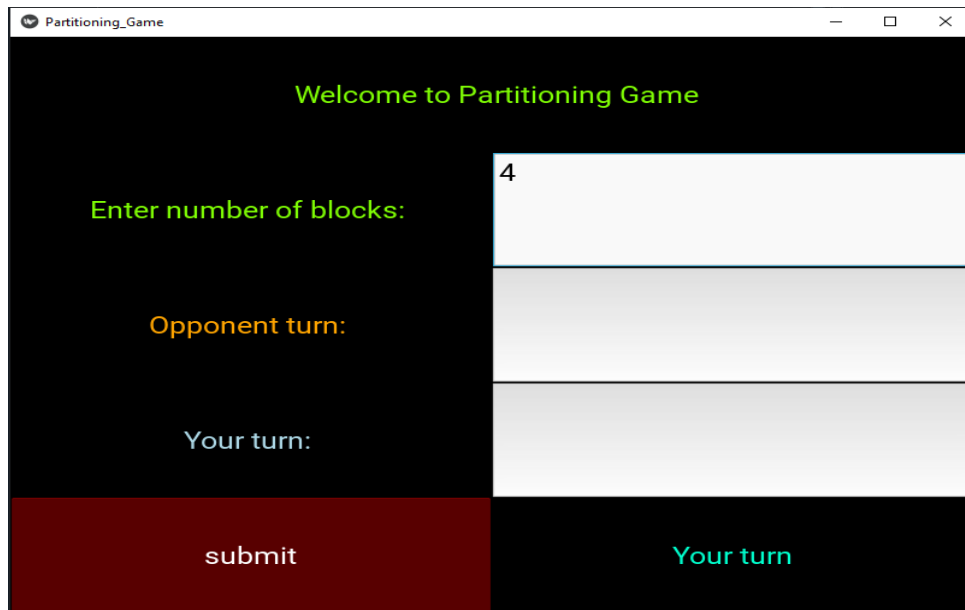 Partitioning_Game
Welcome to Partitioning Game
Enter number of blocks:
4
Opponent turn:
Your turn:
submit
Your turn